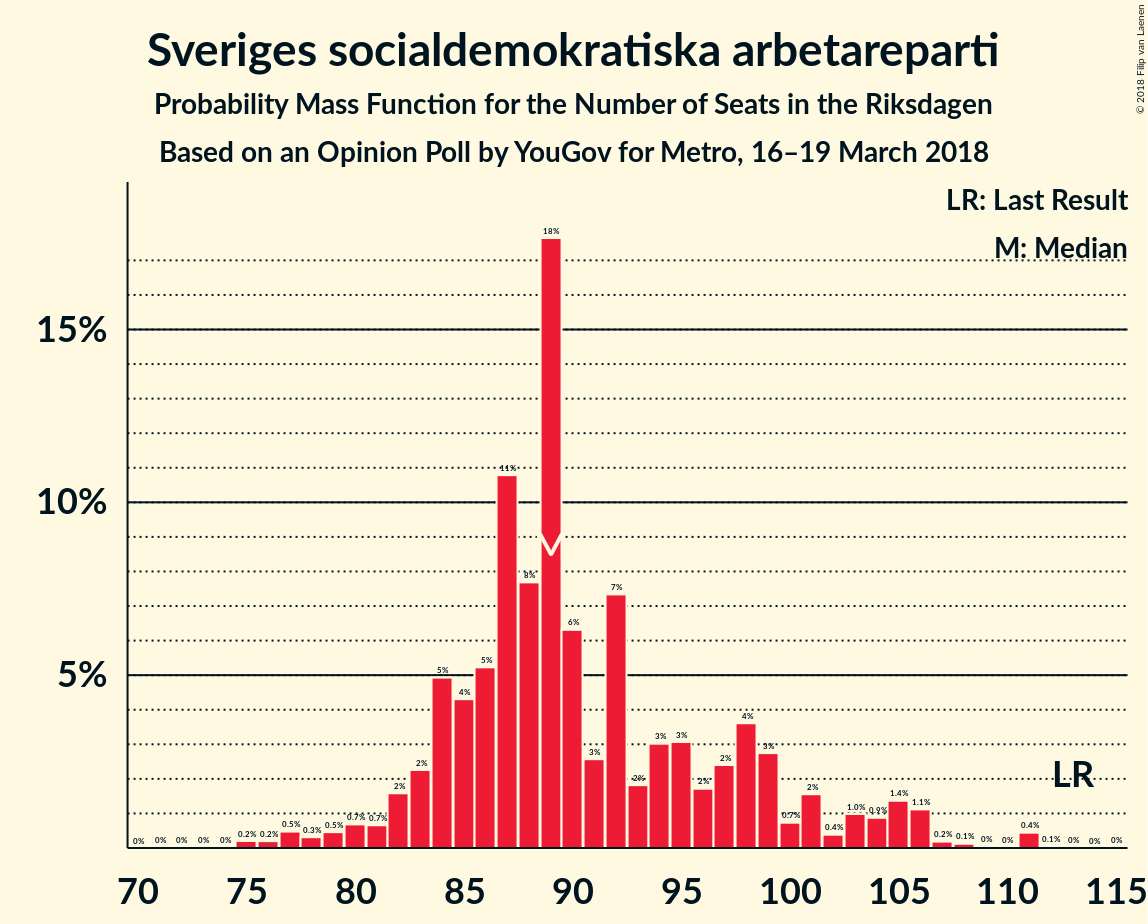 Sveriges socialdemokratiska arbetareparti
Probability Mass Function for the Number of Seats in the Riksdagen
Based on an Opinion Poll by YouGov for Metro, 16–19 March 2018
© 2018 Filip van Laenen
LR: Last Result
M: Median
15%
10%
5%
0% 0% 0% 0% 0% 0.2% 0.2% 0.5% 0.3% 0.5% 0.7% 0.7% 2% 2% 5% 4% 5% 11% 8% 18% 6% 3% 7% 2% 3% 3% 2% 2% 4% 3% 0.7% 2% 0.4% 1.0% 0.9% 1.4% 1.1% 0.2% 0.1% 0% 0% 0.4% 0.1% 0% 0% 0%
M
LR
70 75 80 85 90 95 100 105 110 115